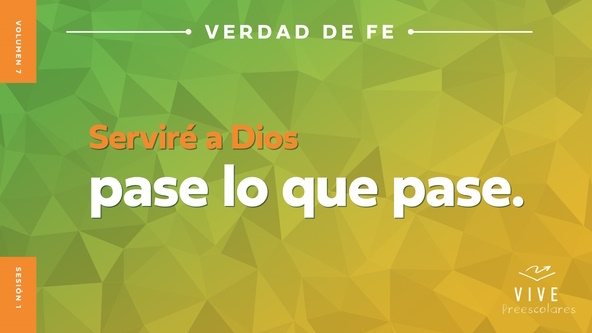 VOLUMEN 7
VERDAD DE FE
Serviré a Dios
pase lo que pase.
SESIÓN 1
VIVE
Preescolares